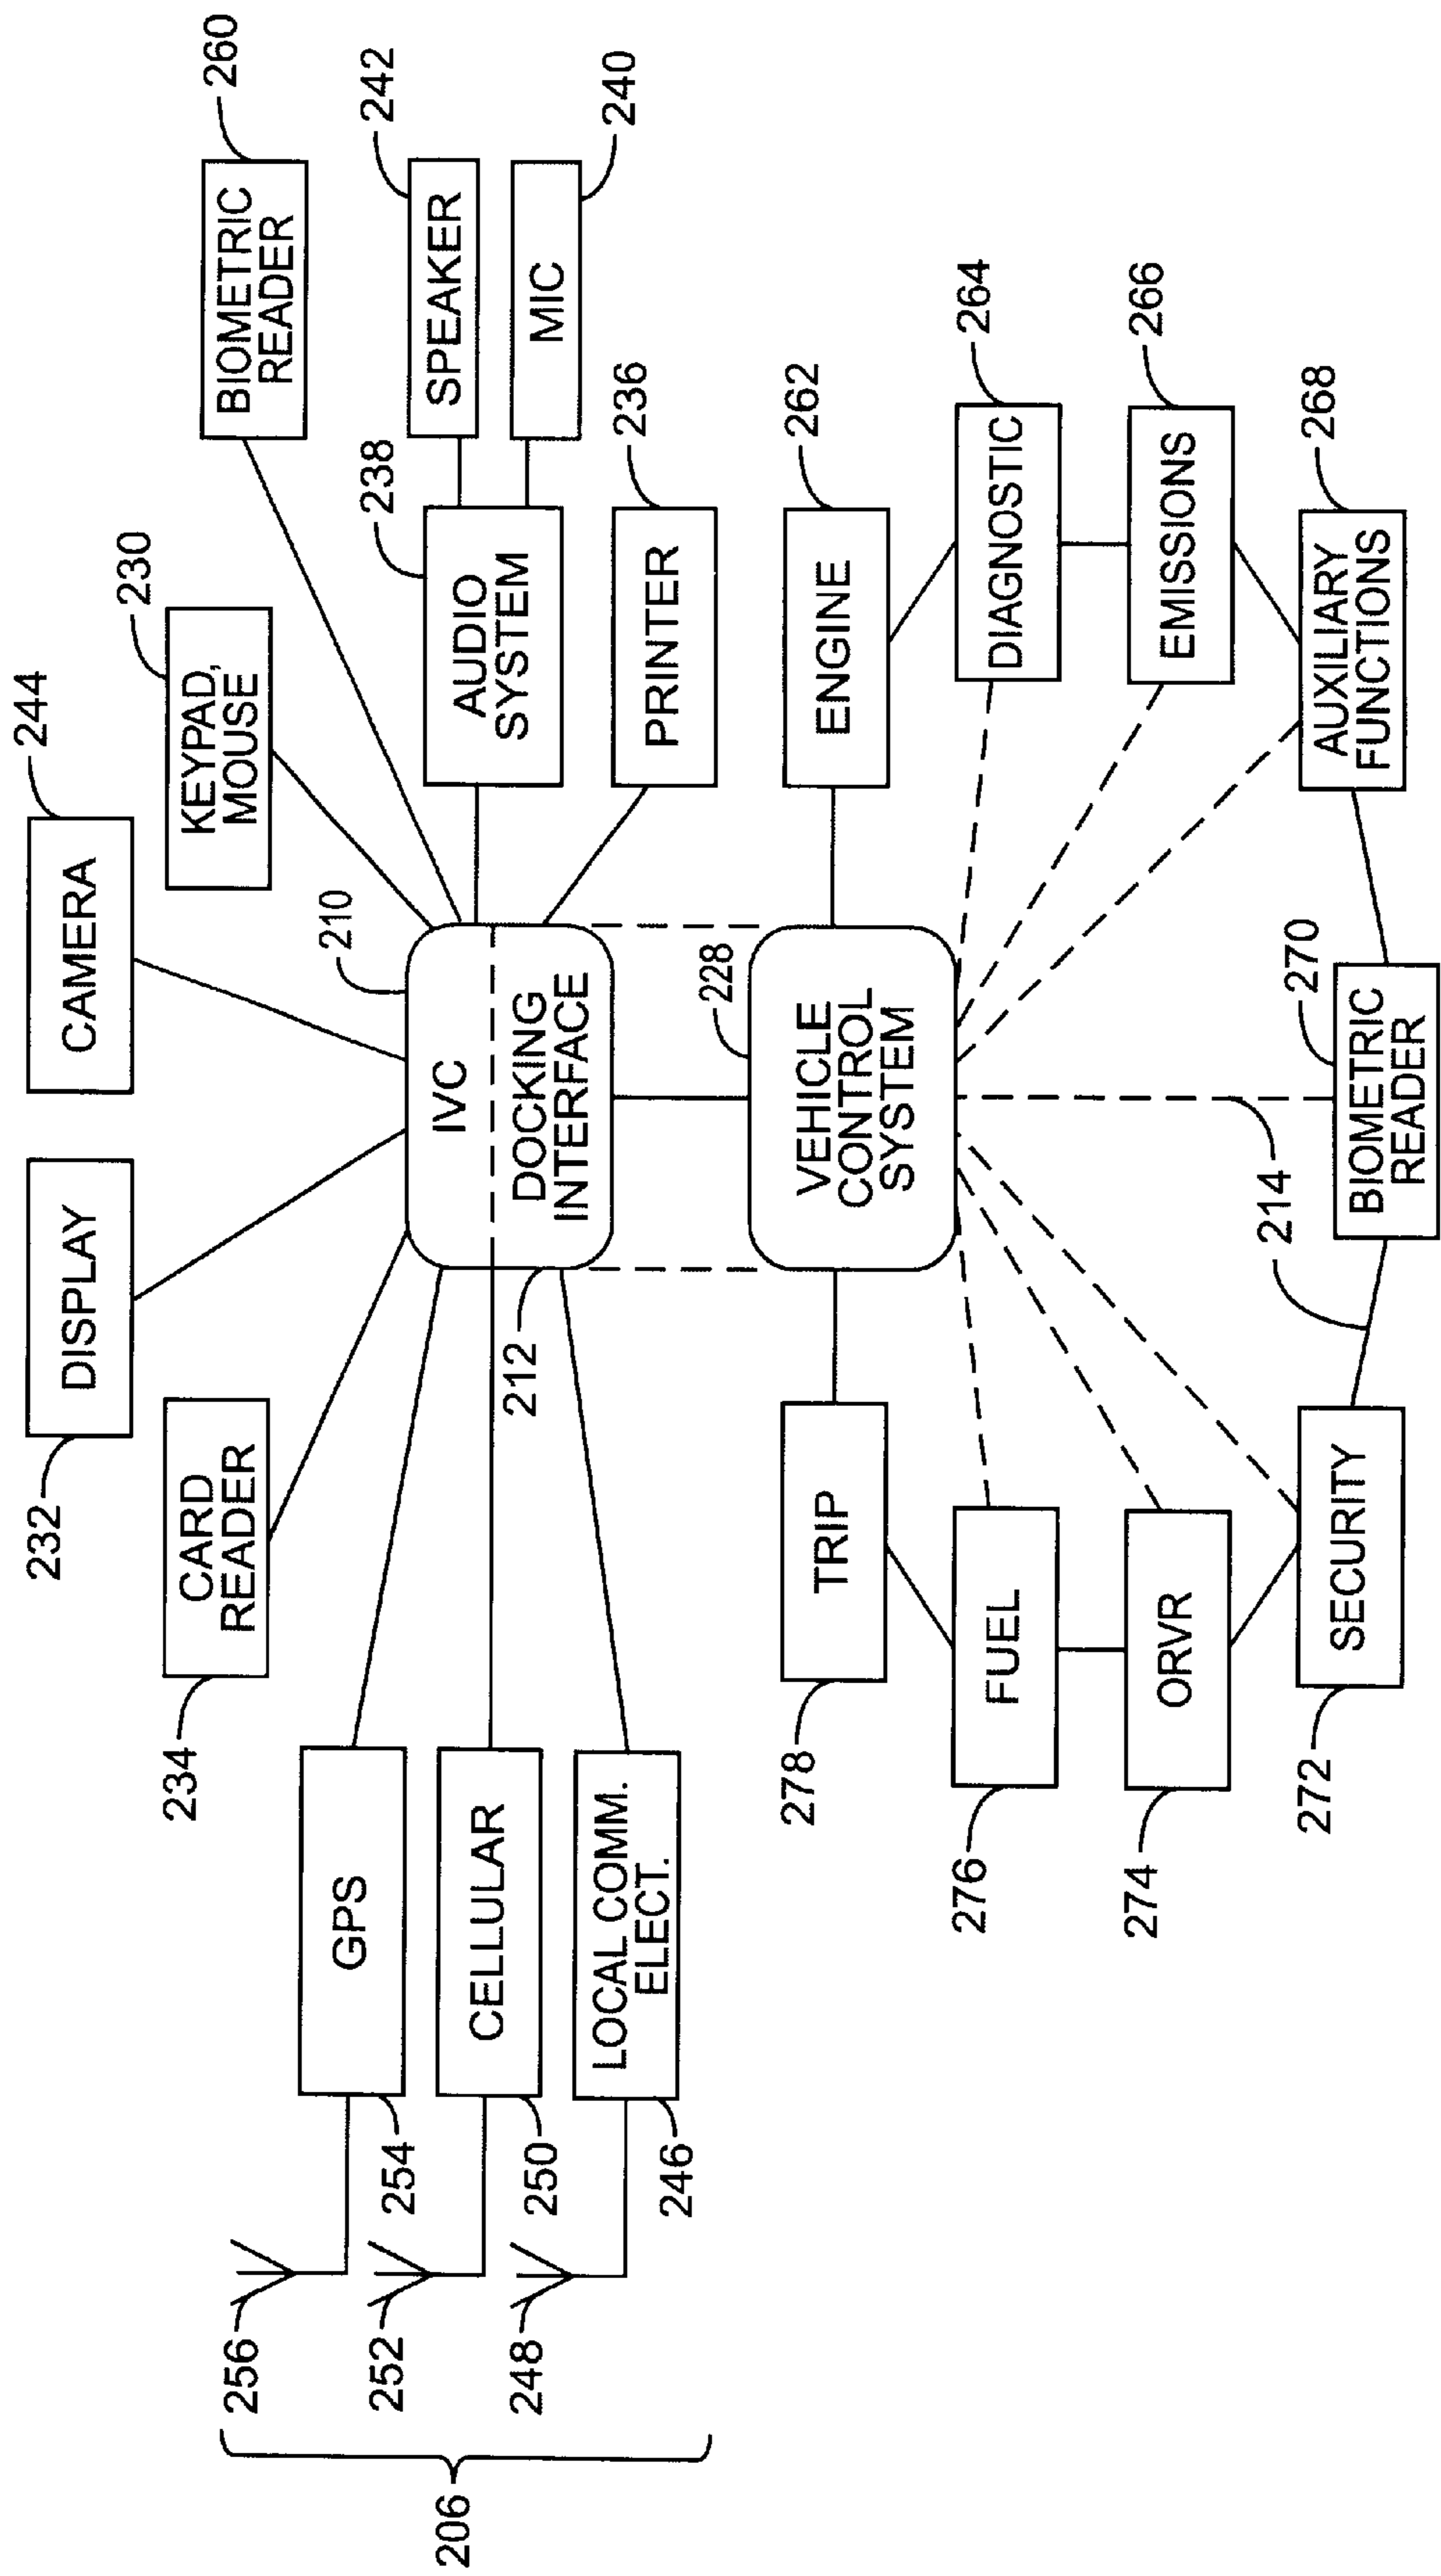 244
CAMERA
DISPLAY
232
230
KEYPAD,
MOUSE
CARD
READER
234
260
BIOMETRIC
READER
256
GPS
254
210
IVC
DOCKING
INTERFACE
212
242
SPEAKER
MIC
240
238
AUDIO
SYSTEM
252
CELLULAR
250
248
LOCAL COMM.
ELECT.
246
206
PRINTER
236
228
VEHICLE
CONTROL
SYSTEM
ENGINE
262
TRIP
278
DIAGNOSTIC
264
FUEL
276
EMISSIONS
266
ORVR
274
AUXILIARY
FUNCTIONS
268
SECURITY
272
214
270
BIOMETRIC
READER